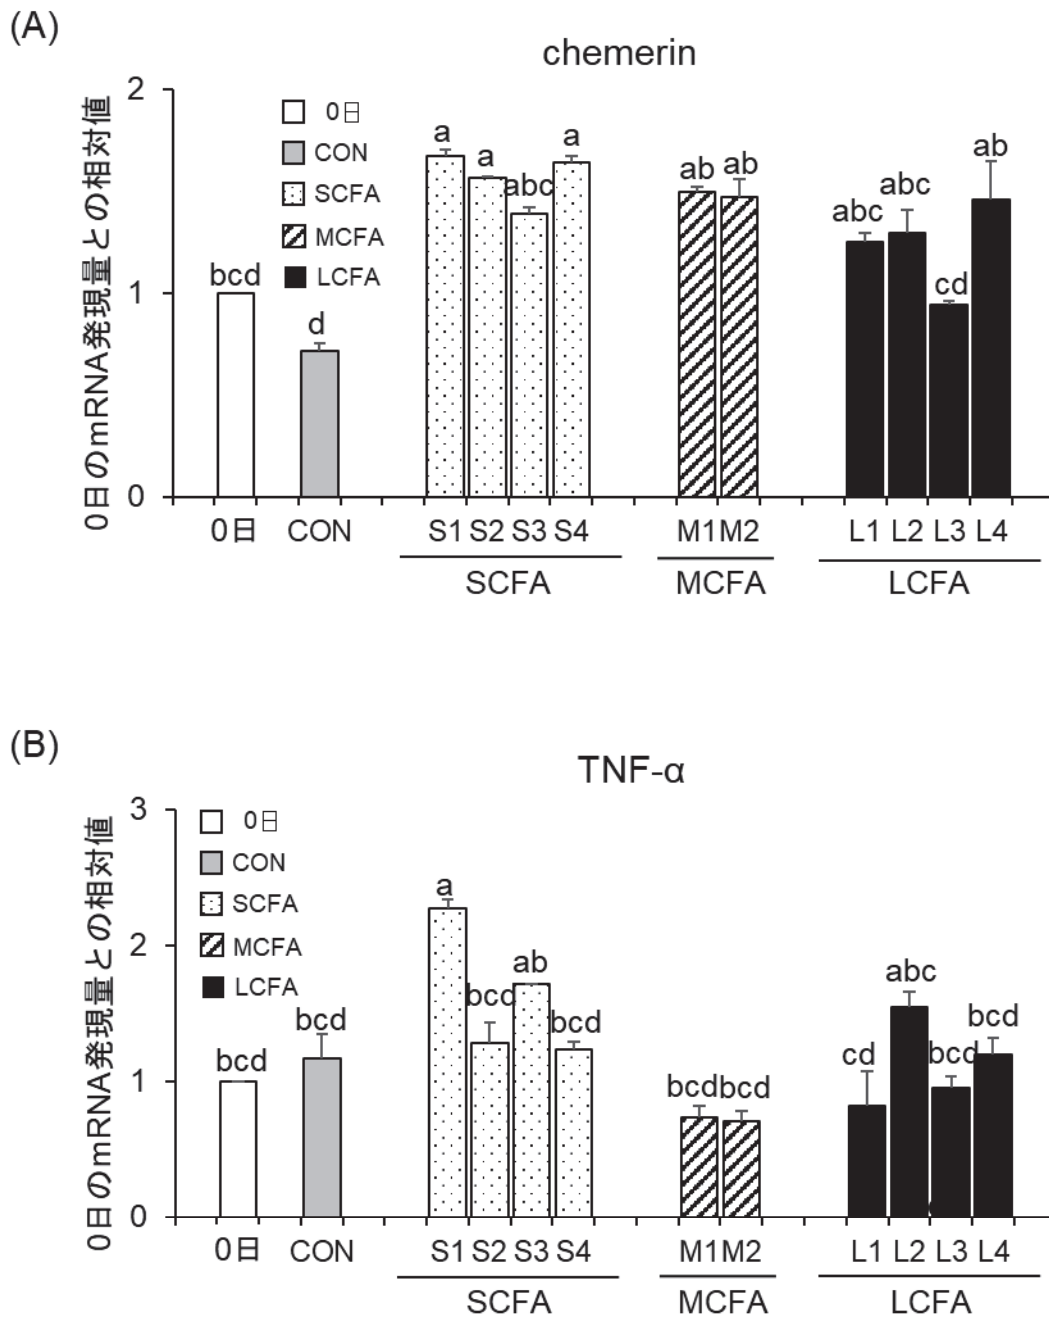 (A)
chemerin
0日のmRNA発現量との相対値
2
1
0
0日
CON
SCFA
MCFA
LCFA
bcd
d
a
a
abc
a
ab
ab
abc
abc
cd
ab
0日 CON S1 S2 S3 S4 M1 M2 L1 L2 L3 L4
SCFA MCFA LCFA
(B)
TNF-α
0日のmRNA発現量との相対値
3
2
1
0
0日
CON
SCFA
MCFA
LCFA
bcd
bcd
a
bcd
ab
bcd
bcd
bcd
cd
abc
bcd
bcd
0日 CON S1 S2 S3 S4 M1 M2 L1 L2 L3 L4
SCFA MCFA LCFA